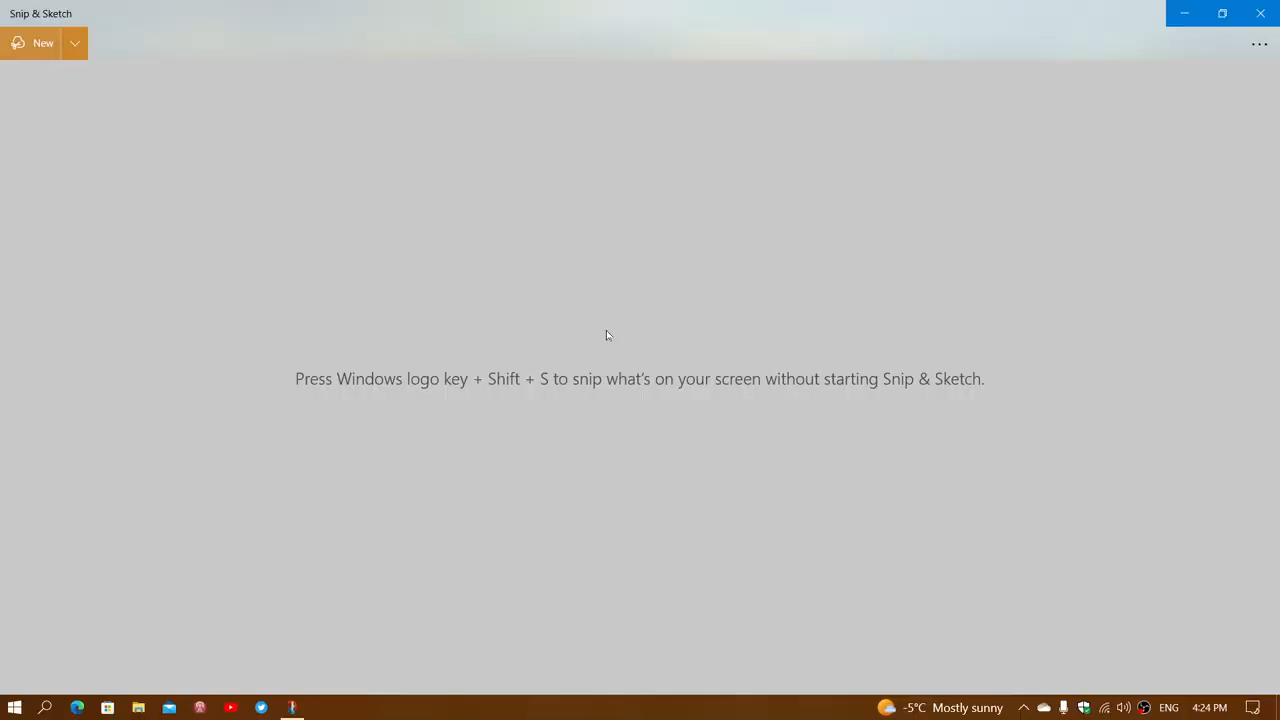 Snip & Sketch
New
Press Windows logo key + Shift + S to snip what's on your screen without starting Snip & Sketch.
-5°C Mostly sunny
ENG
4:24 PM